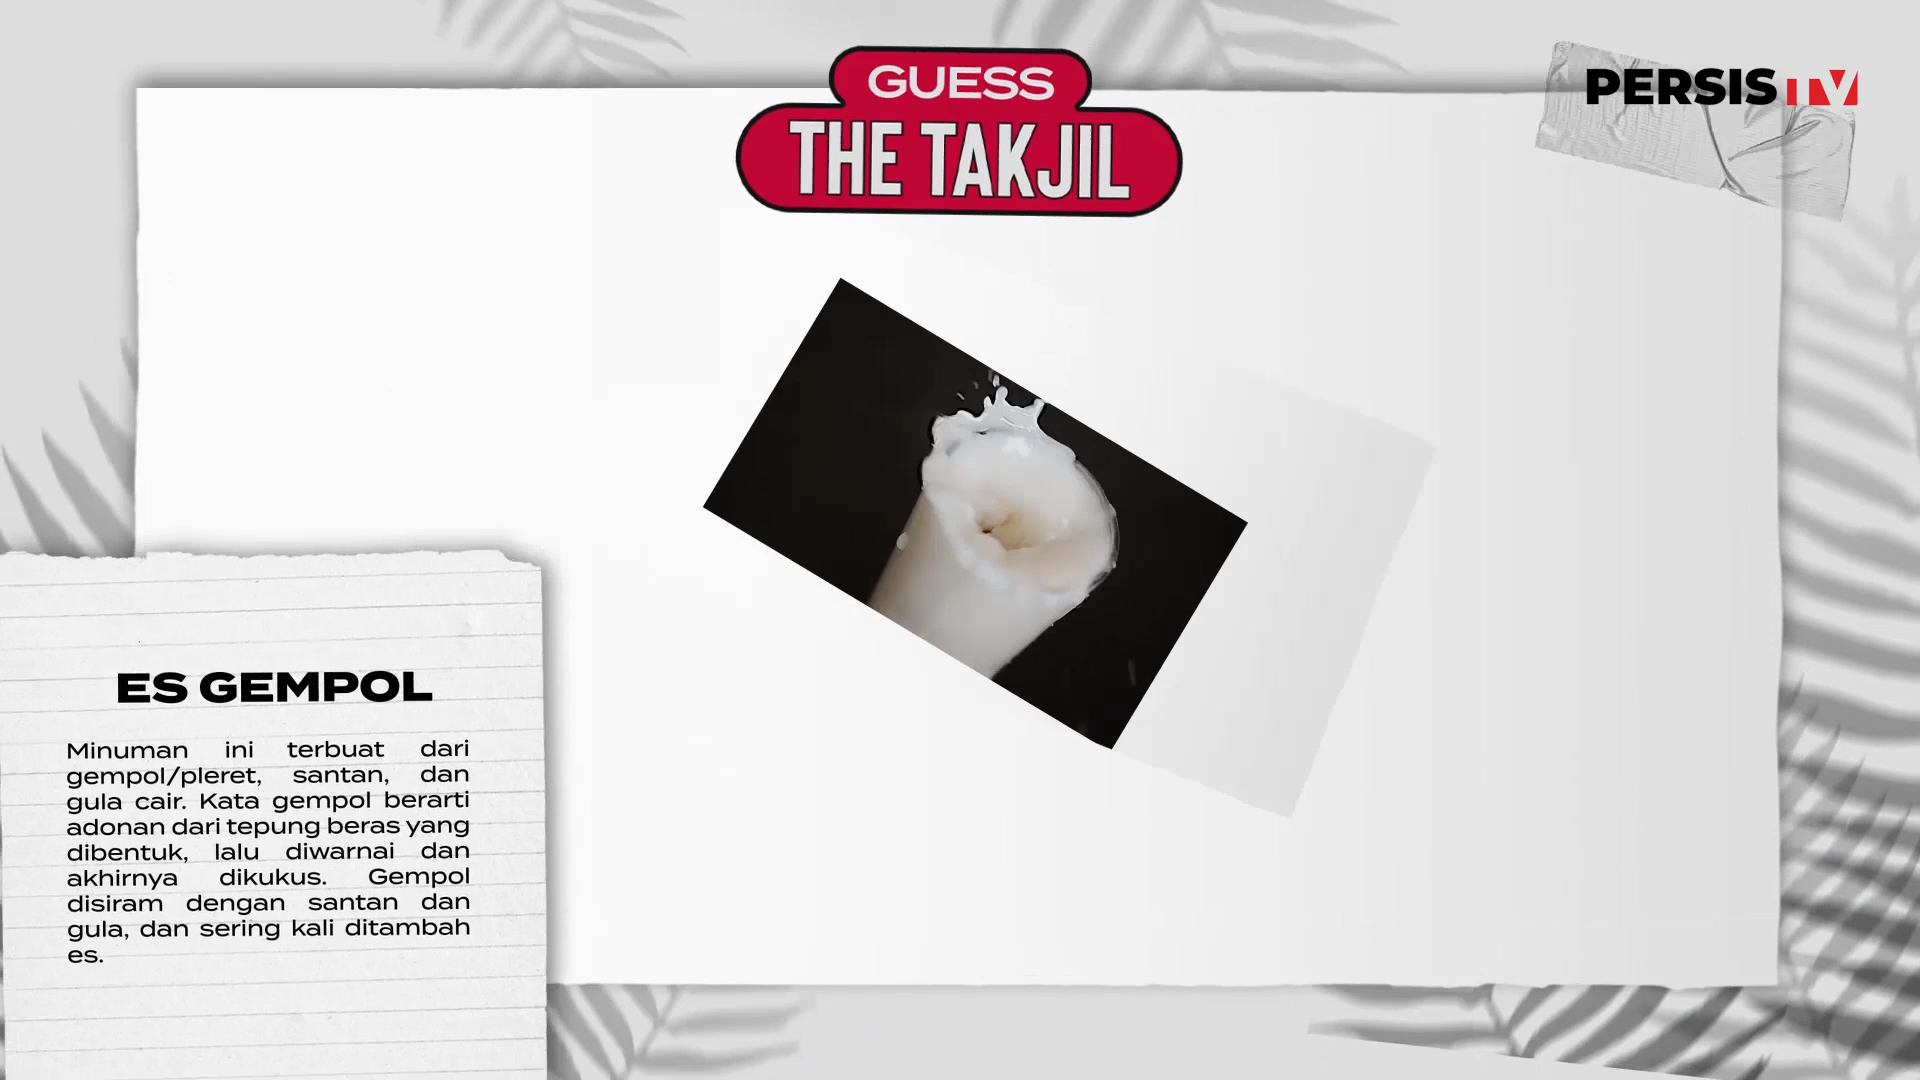 GUESS
THE TAKJIL
PERSIS TV
ES GEMPOL
Minuman ini terbuat dari
gempol/pleret, santan, dan
gula cair. Kata gempol berarti
adonan dari tepung beras yang
dibentuk, lalu diwarnai dan
akhirnya dikukus. Gempol
disiram dengan santan dan
gula, dan sering kali ditambah
es.